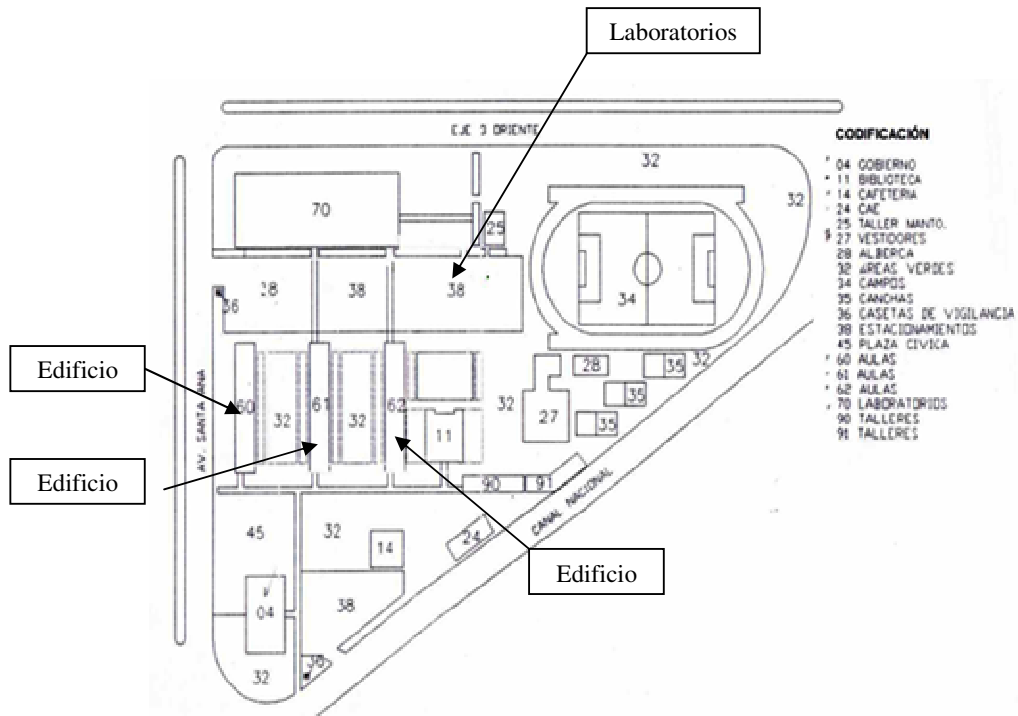 Laboratorios
EJE 3 ORIENTE
CODIFICACIÓN
04 GOBIERNO
11 BIBLIOTECA
14 CAFETERIA
24 CAE
25 TALLER MANTO.
27 VESTIDORES
28 ALBERCA
32 AREAS VERDES
34 CAMPOS
35 CANCHAS
36 CASETAS DE VIGILANCIA
38 ESTACIONAMIENTOS
45 PLAZA CIVICA
60 AULAS
61 AULAS
62 AULAS
70 LABORATORIOS
90 TALLERES
91 TALLERES
32
32
70
25
38
38
38
36
34
Edificio
AV. SANTA ANA
60
32
61
32
62
11
32
27
28
35
32
35
35
Edificio
90
91
CANAL NACIONAL
45
32
14
24
Edificio
04
38
32
36